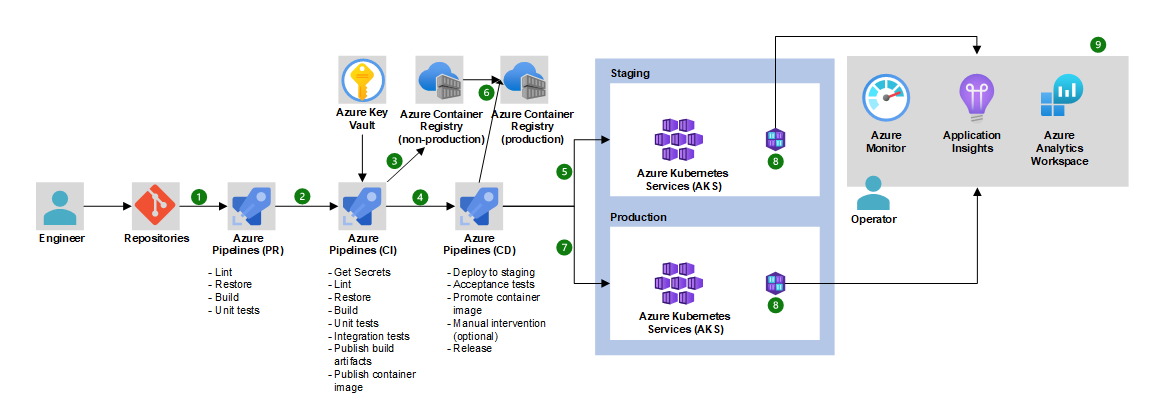 9
Staging
6
Azure Key
Vault
Azure Container
Registry
(non-production)
Azure Container
Registry
(production)
Azure
Monitor
Application
Insights
Azure
Analytics
Workspace
3
5
8
Azure Kubernetes
Services (AKS)
1
2
4
Operator
Production
Engineer
Repositories
Azure
Pipelines (PR)
Azure
Pipelines (CI)
Azure
Pipelines (CD)
7
- Lint
- Restore
- Build
- Unit tests
- Get Secrets
- Lint
- Restore
- Build
- Unit tests
- Integration tests
- Publish build
artifacts
- Publish container
image
- Deploy to staging
- Acceptance tests
- Promote container
image
- Manual intervention
(optional)
- Release
8
Azure Kubernetes
Services (AKS)